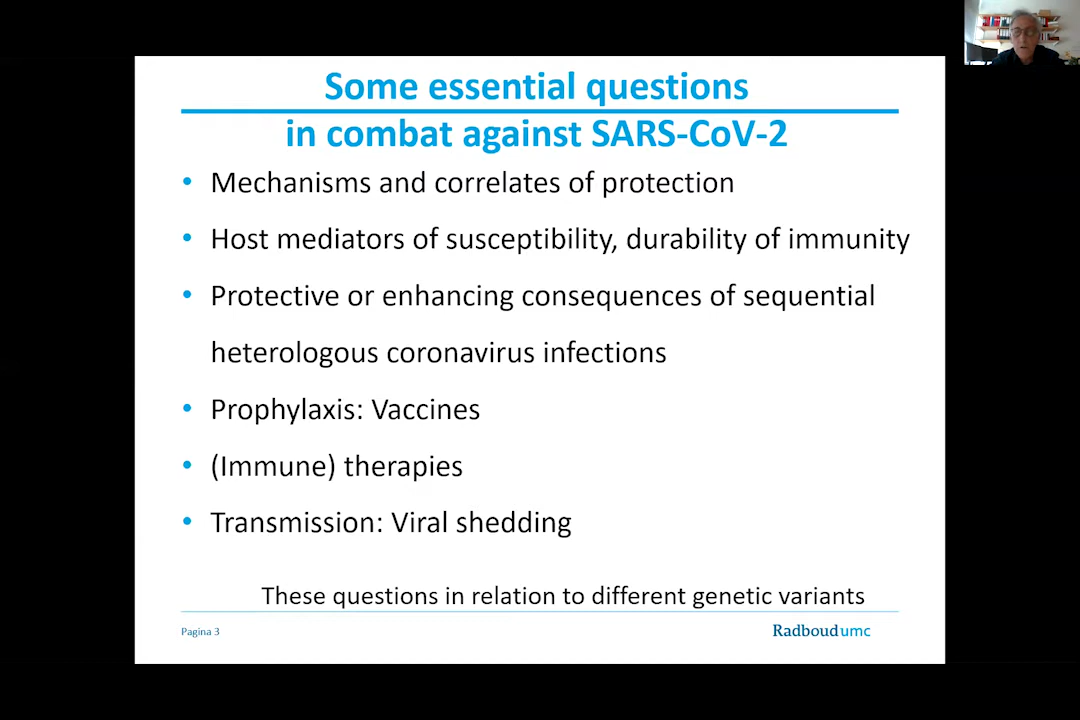 Some essential questions
in combat against SARS-CoV-2
• Mechanisms and correlates of protection
• Host mediators of susceptibility, durability of immunity
• Protective or enhancing consequences of sequential
heterologous coronavirus infections
• Prophylaxis: Vaccines
• (Immune) therapies
• Transmission: Viral shedding
These questions in relation to different genetic variants
Pagina 3
Radboudumc